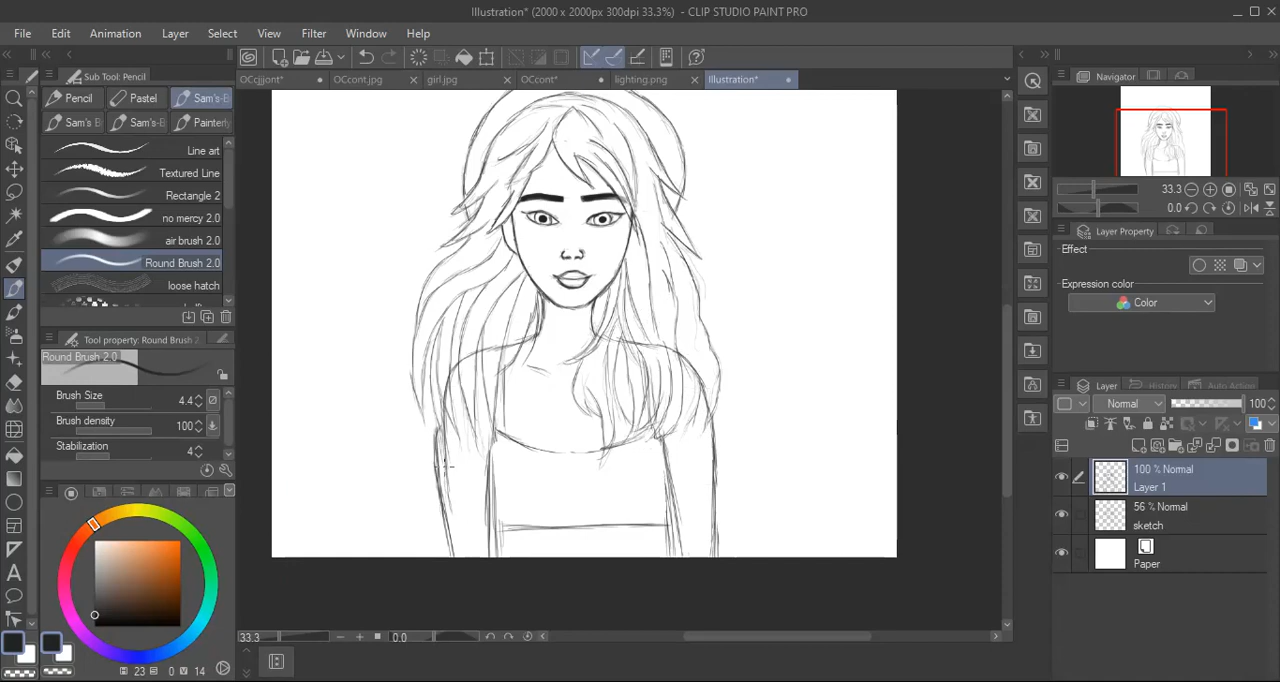 Illustration* (2000 x 2000px 300dpi 33.3%) - CLIP STUDIO PAINT PRO
File Edit Animation Layer Select View Filter Window Help
Sub Tool: Pencil
OCcjjjont* OCcont.jpg girl.jpg OCcont* lighting.png Illustration*
Navigator
Pencil Pastel Sam's-B
Sam's B Sam's-B Painterly
Line art
Textured Line
Rectangle 2
no mercy 2.0
air brush 2.0
Round Brush 2.0
loose hatch
33.3
0.0
Layer Property
Effect
Expression color
Color
Tool property: Round Brush 2
Round Brush 2.0
Brush Size 4.4
Brush density 100
Stabilization 4
Layer History Auto Action
Normal 100
100 % Normal
Layer 1
56 % Normal
sketch
Paper
33.3 0.0
23 S 0 V 14